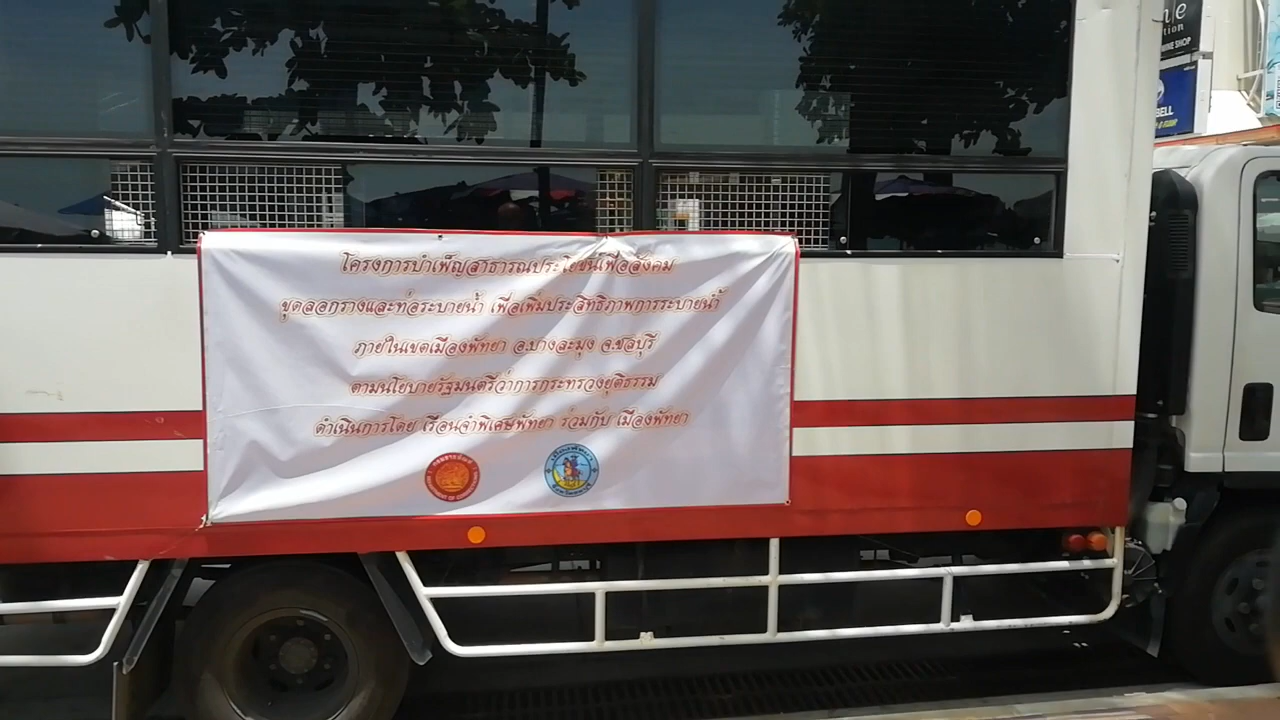 โครงการบำเพ็ญสาธารณประโยชน์เพื่อสังคม
ขุดลอกรางและท่อระบายน้ำ เพื่อเพิ่มประสิทธิภาพการระบายน้ำ
ภายในเขตเมืองพัทยา อ.บางละมุง จ.ชลบุรี
ตามนโยบายรัฐมนตรีว่าการกระทรวงยุติธรรม
ดำเนินการโดย เรือนจำพิเศษพัทยา ร่วมกับ เมืองพัทยา
WINE SHOP